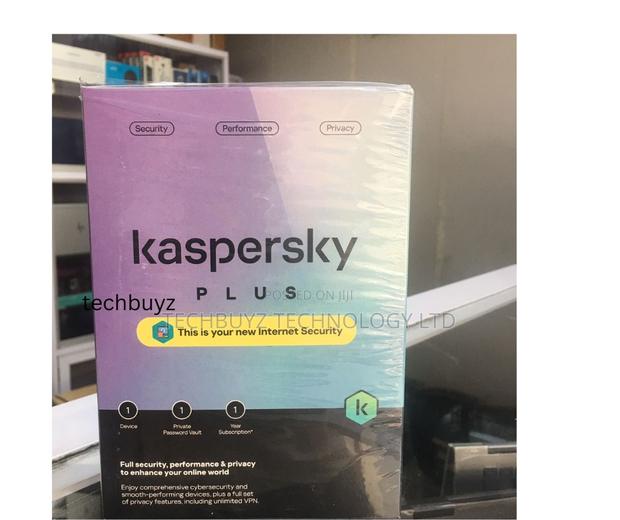 Security Performance Privacy
kaspersky
PLUS
POSTED ON JIJI
techbuyz
TECHBUYZ TECHNOLOGY LTD
This is your new Internet Security
1 1 1
Device Private Year
Password Vault Subscription*
k
Full security, performance & privacy
to enhance your online world
Enjoy comprehensive cybersecurity and
smooth-performing devices, plus a full set
of privacy features, including unlimited VPN.